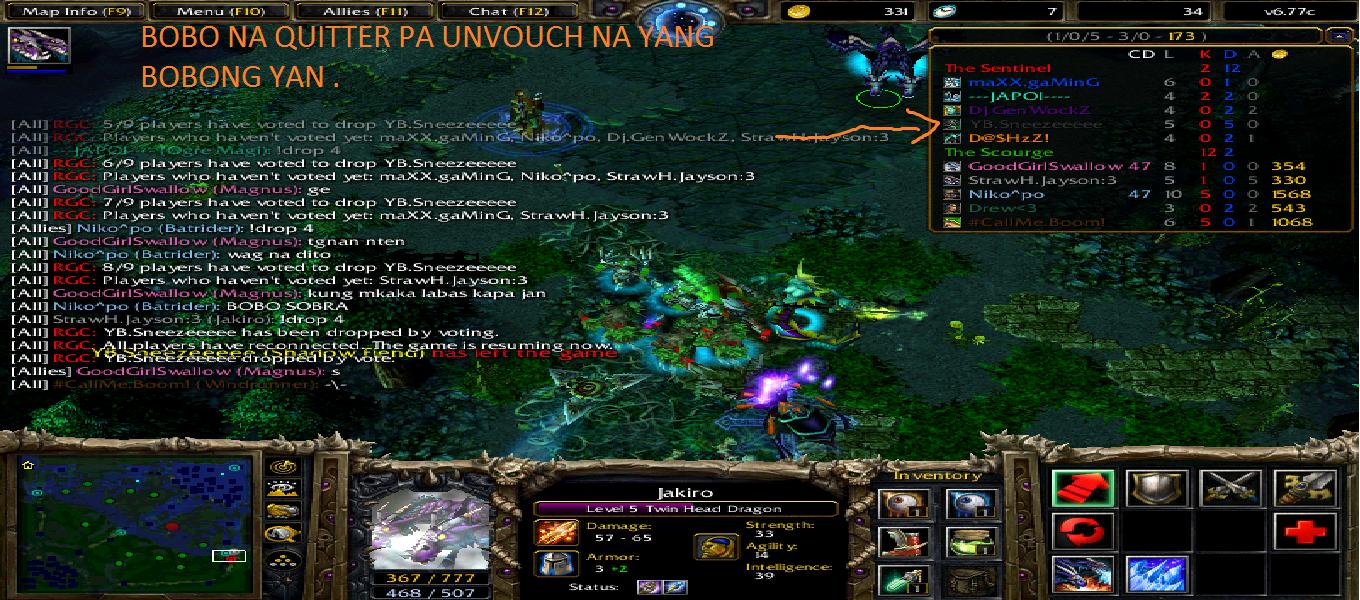 Map Info (F9) Menu (F10) Allies (F11) Chat (F12) 331 7 34 v6.77c
BOBO NA QUITTER PA UNVOUCH NA YANG
BOBONG YAN .
(1/0/5 - 3/0 - 173 )
CD L K D A
The Sentinel 2 12
maXX.gaMinG 6 0 1 0
---JAPOI---- 4 2 2 0
Dj.Gen WockZ 4 0 2 2
YB.Sneezeeeee 5 0 5 0
D@$HzZ! 4 0 2 1
The Scourge 12 2
GoodGirlSwallow 47 8 1 0 0 354
StrawH.Jayson:3 5 1 0 5 330
Niko^po 47 10 5 0 0 1568
Drew<3 3 0 2 2 543
#CallMe:Boom! 6 5 0 1 1068
[All] RGC: 5/9 players have voted to drop YB.Sneezeeeee
[All] RGC: Players who haven't voted yet: maXX.gaMinG, Niko^po, Dj.Gen WockZ, StrawH.Jayson:3
[All] ---JAPOI---- (Ogre Magi): !drop 4
[All] RGC: 6/9 players have voted to drop YB.Sneezeeeee
[All] RGC: Players who haven't voted yet: maXX.gaMinG, Niko^po, StrawH.Jayson:3
[All] GoodGirlSwallow (Magnus): ge
[All] RGC: 7/9 players have voted to drop YB.Sneezeeeee
[All] RGC: Players who haven't voted yet: maXX.gaMinG, StrawH.Jayson:3
[Allies] Niko^po (Batrider): !drop 4
[All] GoodGirlSwallow (Magnus): tgnan nten
[All] Niko^po (Batrider): wag na dito
[All] RGC: 8/9 players have voted to drop YB.Sneezeeeee
[All] RGC: Players who haven't voted yet: StrawH.Jayson:3
[All] GoodGirlSwallow (Magnus): kung mkaka labas kapa jan
[All] Niko^po (Batrider): BOBO SOBRA
[All] StrawH.Jayson:3 (Jakiro): !drop 4
[All] RGC: YB.Sneezeeeee has been dropped by voting.
[All] RGC: All players have reconnected. The game is resuming now.
YB.Sneezeeeee (Shadow Fiend) has left the game
[All] RGC: YB.Sneezeeeee dropped by vote.
[Allies] GoodGirlSwallow (Magnus): s
[All] #CallMe:Boom! (Windrunner): -\-
Jakiro
Level 5 Twin Head Dragon
Damage:
57 - 65
Armor:
3 +2
Strength:
33
Agility:
14
Intelligence:
39
Status:
367 / 777
468 / 507
Inventory
1 1
1
1